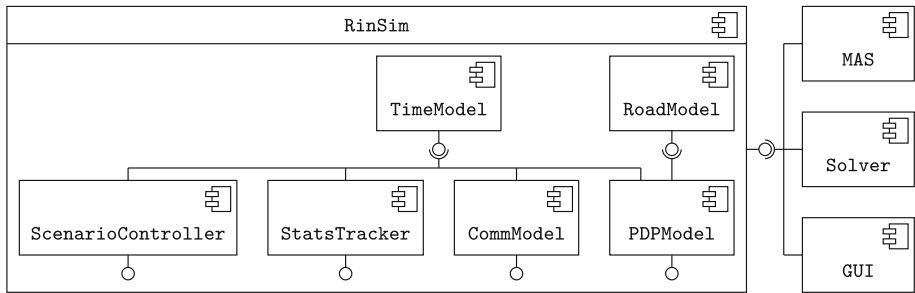 RinSim
MAS
TimeModel
RoadModel
Solver
ScenarioController
StatsTracker
CommModel
PDPModel
GUI